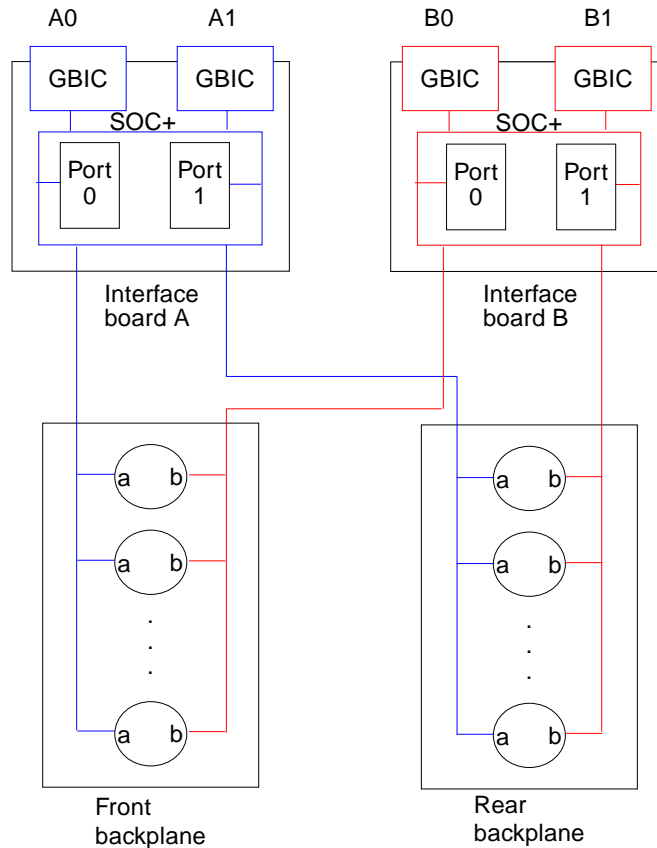 A0 A1 B0 B1
GBIC GBIC GBIC GBIC
SOC+ SOC+
Port Port Port Port
0 1 0 1
Interface
board A
Interface
board B
a b a b
a b a b
. .
. .
. .
a b a b
Front
backplane
Rear
backplane